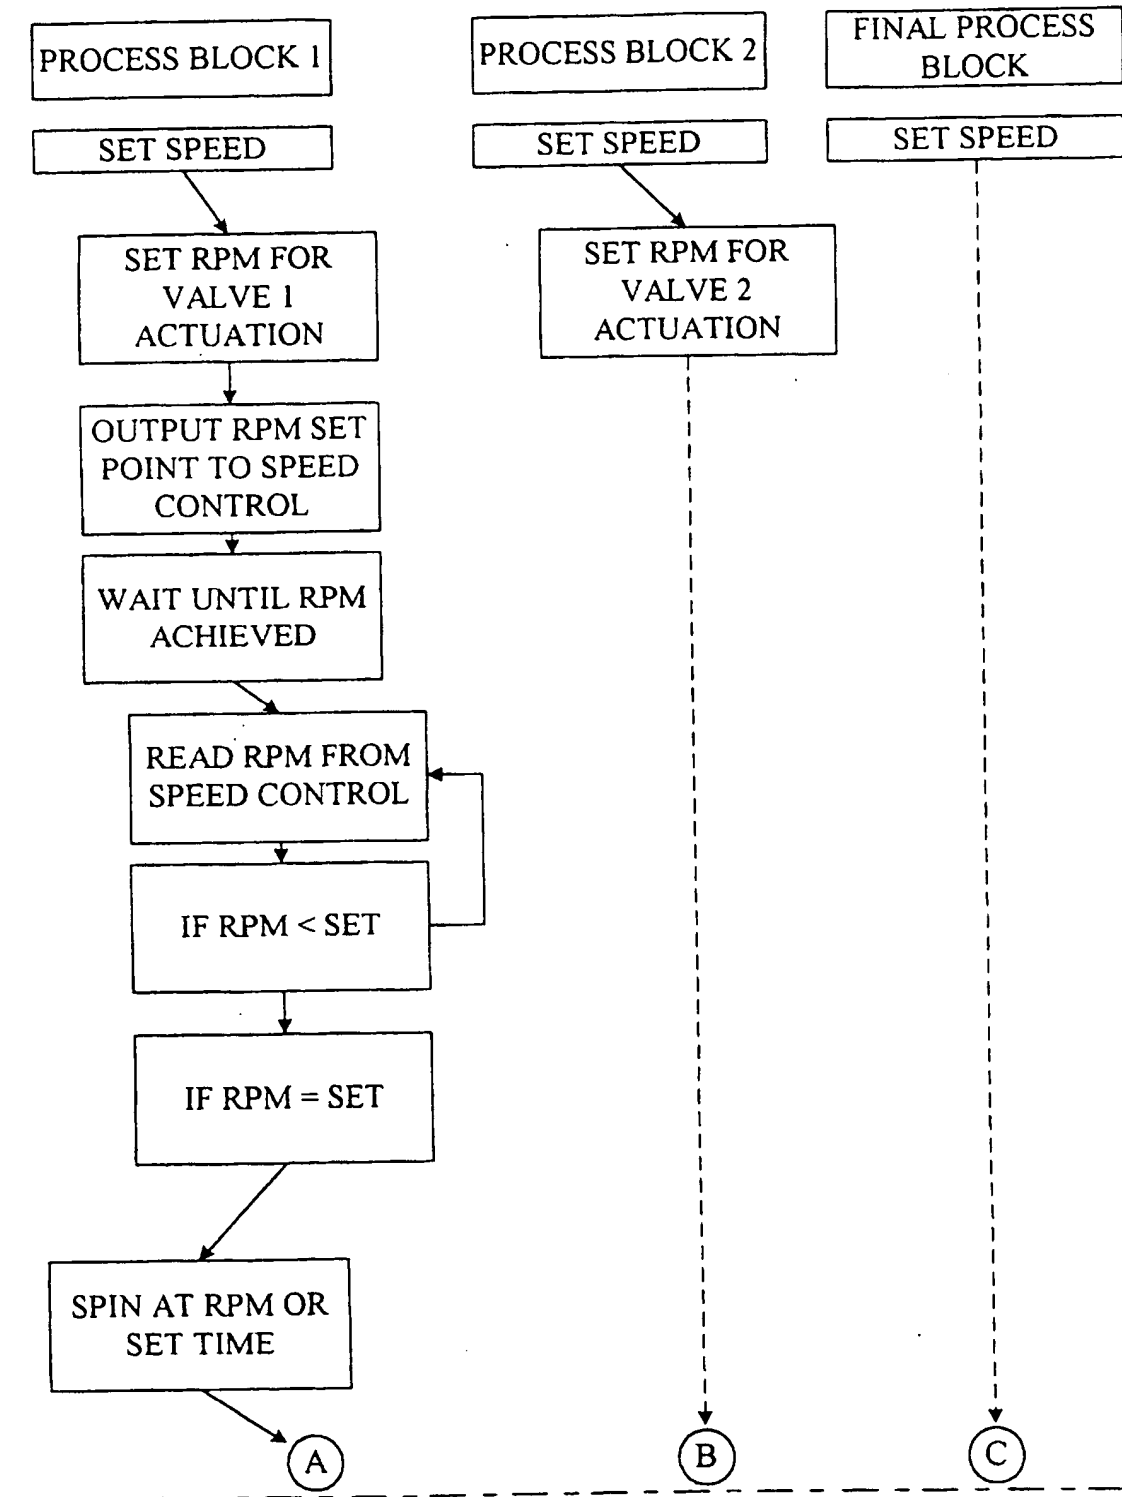 PROCESS BLOCK 1
SET SPEED
SET RPM FOR
VALVE 1
ACTUATION
OUTPUT RPM SET
POINT TO SPEED
CONTROL
WAIT UNTIL RPM
ACHIEVED
READ RPM FROM
SPEED CONTROL
IF RPM < SET
IF RPM = SET
SPIN AT RPM OR
SET TIME
A
PROCESS BLOCK 2
SET SPEED
SET RPM FOR
VALVE 2
ACTUATION
B
FINAL PROCESS
BLOCK
SET SPEED
C